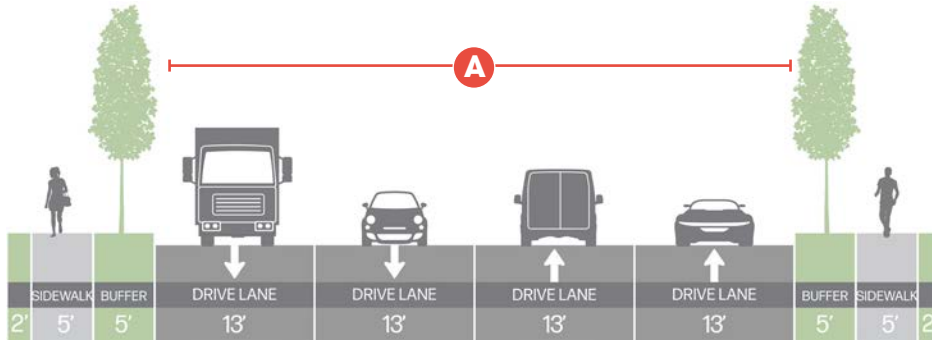 A
SIDEWALK BUFFER DRIVE LANE DRIVE LANE DRIVE LANE DRIVE LANE BUFFER SIDEWALK
2' 5' 5' 13' 13' 13' 13' 5' 5' 2